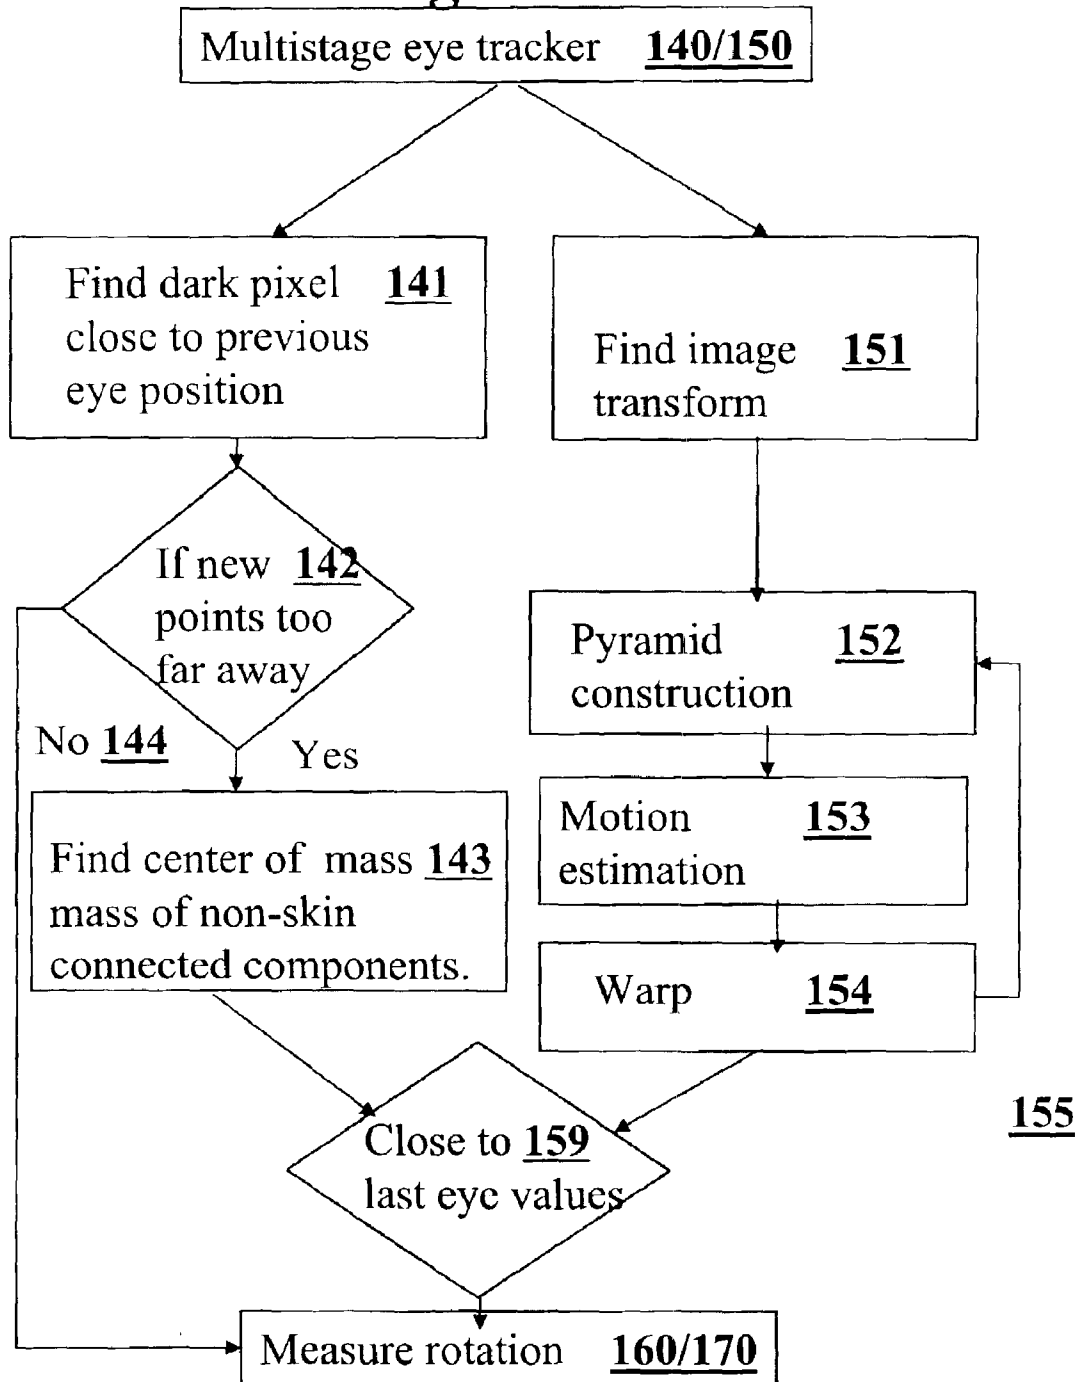 Multistage eye tracker 140/150
Find dark pixel 141
close to previous
eye position
Find image 151
transform
If new 142
points too
far away
Pyramid 152
construction
No 144
Yes
Motion 153
estimation
Find center of mass 143
mass of non-skin
connected components.
Warp 154
155
Close to 159
last eye values
Measure rotation 160/170